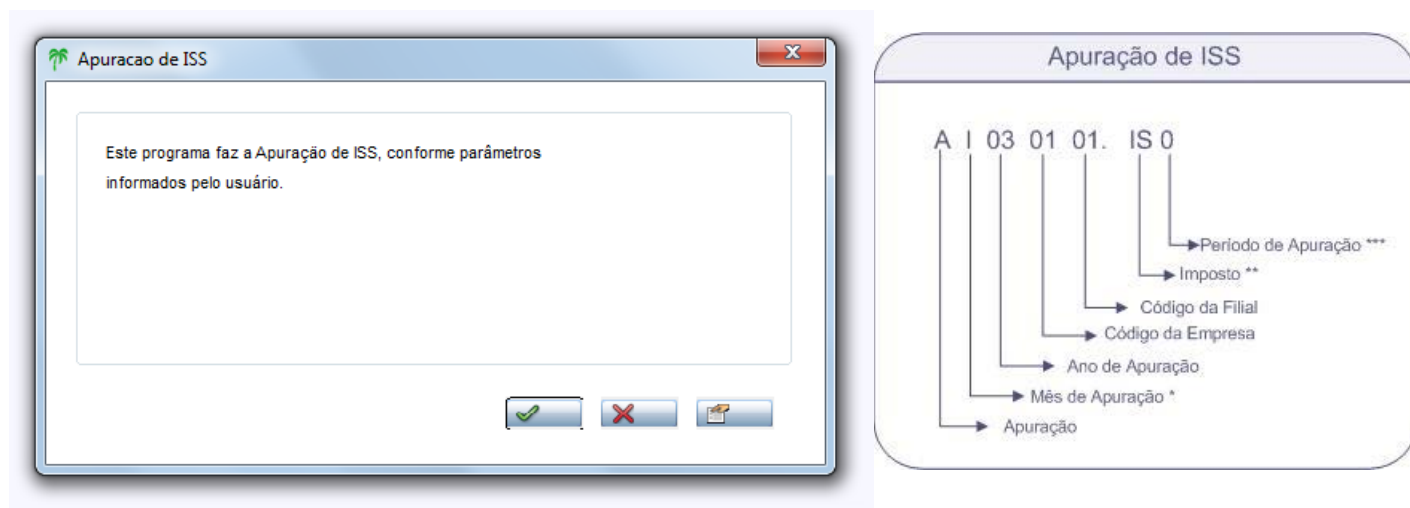 Apuracao de ISS
Este programa faz a Apuração de ISS, conforme parâmetros
informados pelo usuário.
Apuração de ISS
A I 03 01 01. IS 0
Período de Apuração ***
Imposto **
Código da Filial
Código da Empresa
Ano de Apuração
Mês de Apuração *
Apuração